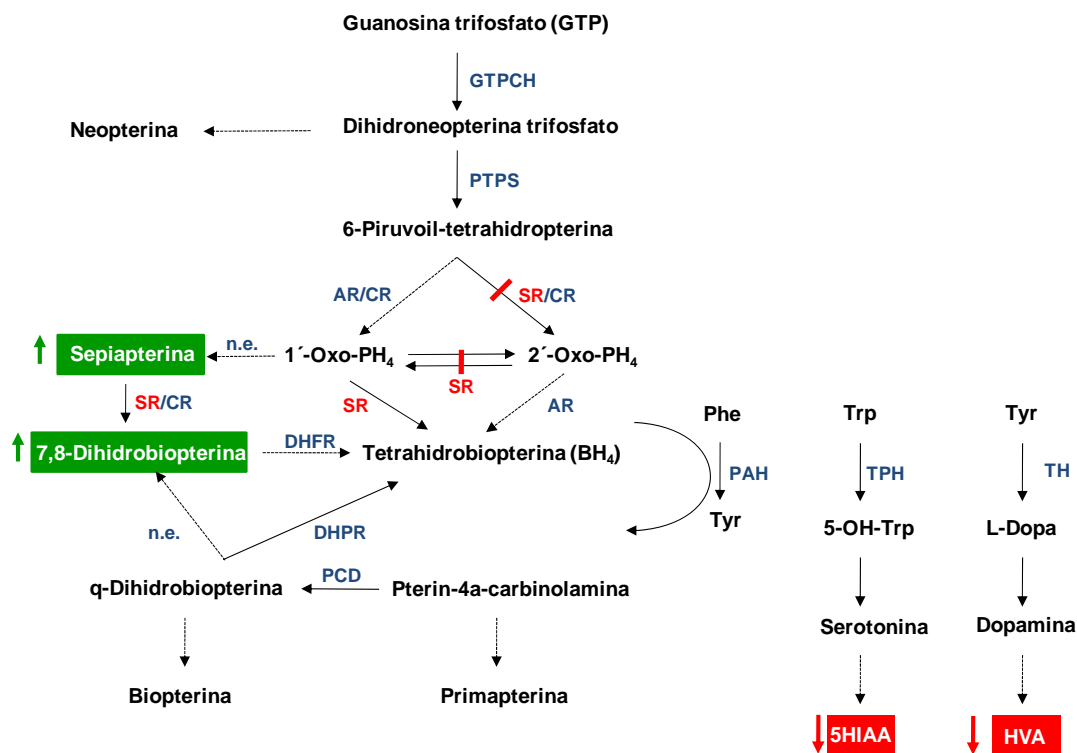 Guanosina trifosfato (GTP)
GTPCH
Neopterina
Dihidroneopterina trifosfato
PTPS
6-Piruvoil-tetrahidropterina
AR/CR
SR/CR
Sepiapterina
n.e.
1´-Oxo-PH4
2´-Oxo-PH4
SR
SR/CR
SR
AR
Phe
Trp
Tyr
7,8-Dihidrobiopterina
DHFR
Tetrahidrobiopterina (BH4)
PAH
TPH
TH
Tyr
n.e.
DHPR
5-OH-Trp
L-Dopa
q-Dihidrobiopterina
PCD
Pterin-4a-carbinolamina
Serotonina
Dopamina
Biopterina
Primapterina
5HIAA
HVA